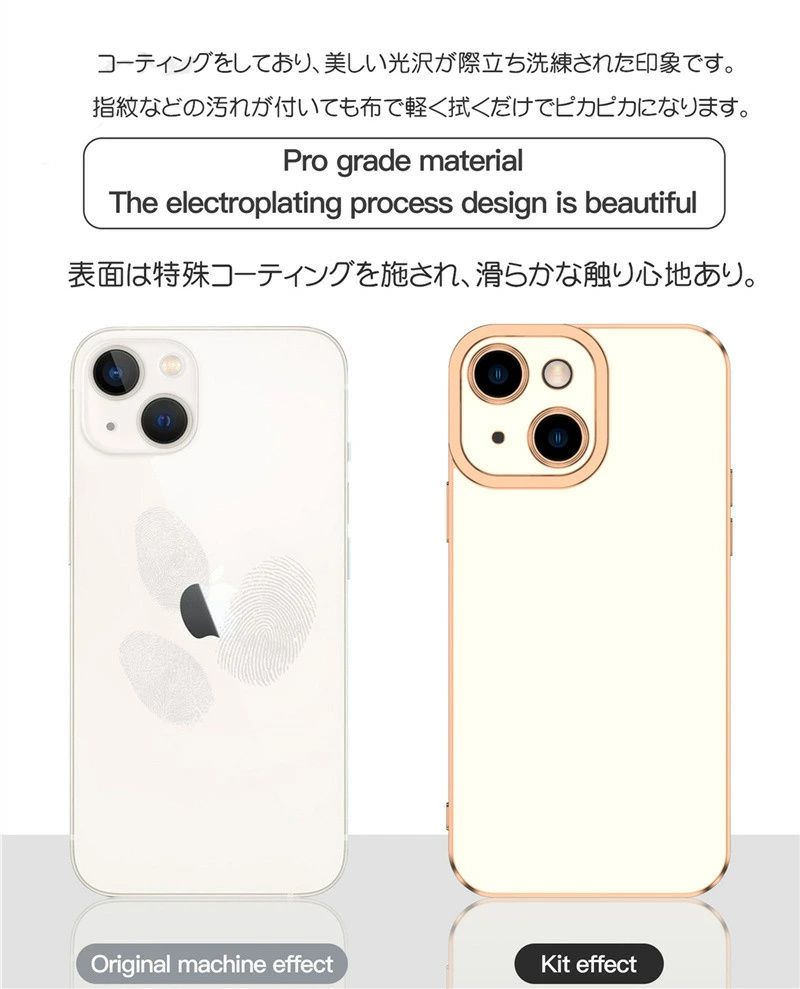 コーティングをしており、美しい光沢が際立ち洗練された印象です。
指紋などの汚れが付いても布で軽く拭くだけでピカピカになります。
Pro grade material
The electroplating process design is beautiful
表面は特殊コーティングを施され、滑らかな触り心地あり。
Original machine effect
Kit effect